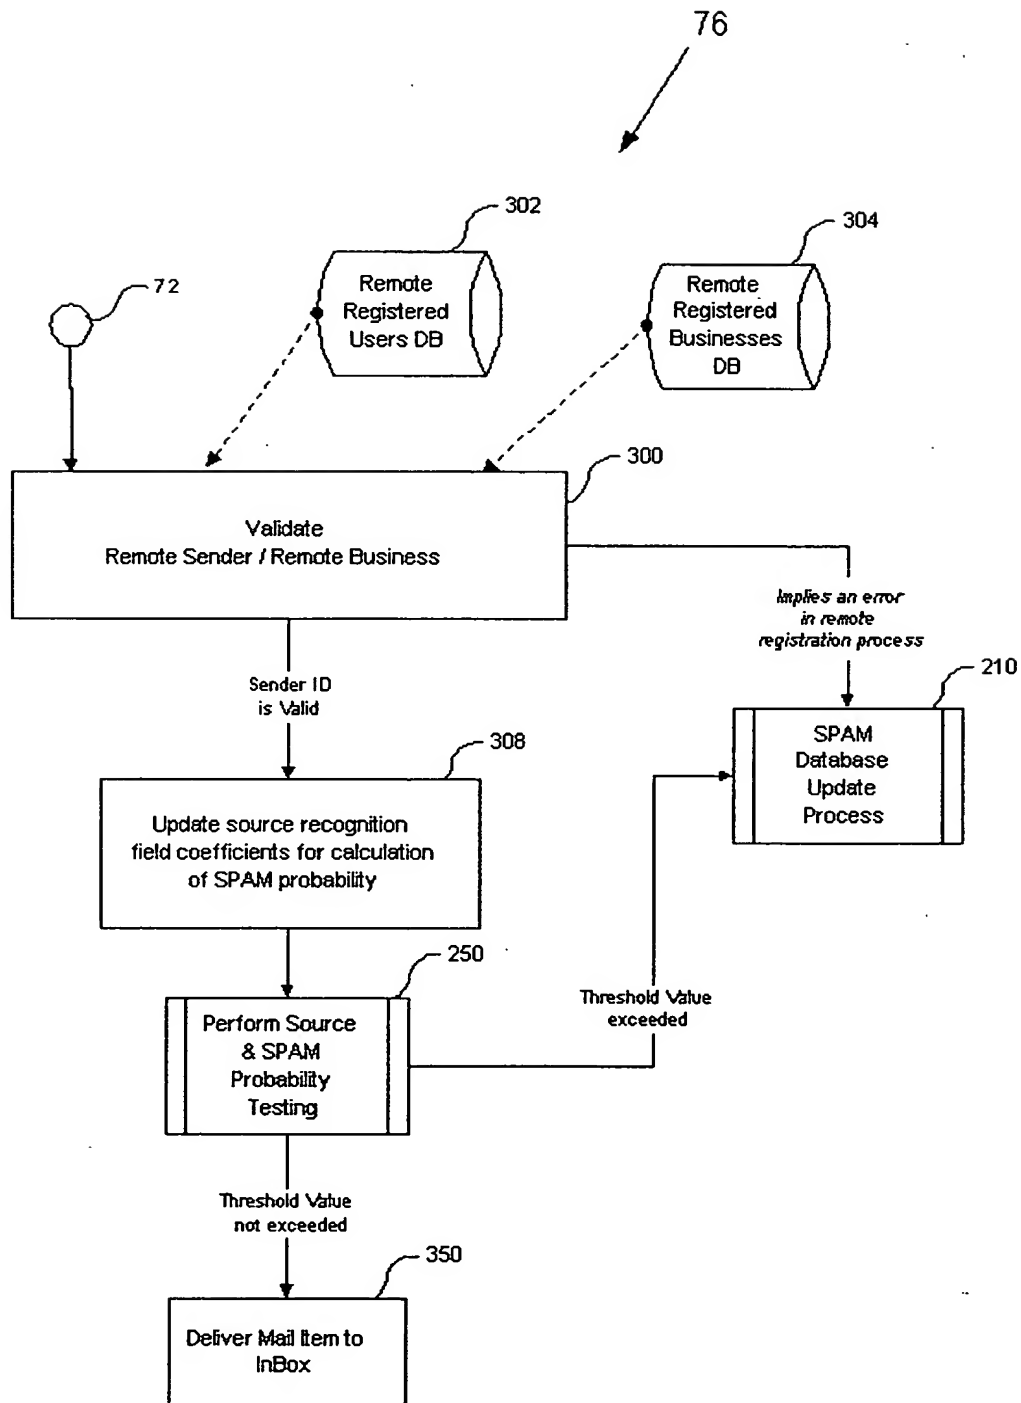 76
302
304
72
Remote
Registered
Users DB
Remote
Registered
Businesses
DB
300
Validate
Remote Sender / Remote Business
Implies an error
in remote
registration process
Sender ID
is Valid
210
308
SPAM
Database
Update
Process
Update source recognition
field coefficients for calculation
of SPAM probability
250
Perform Source
& SPAM
Probability
Testing
Threshold Value
exceeded
Threshold Value
not exceeded
350
Deliver Mail Item to
InBox